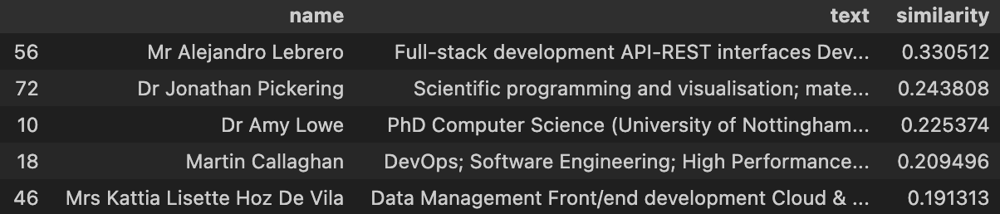 name text similarity
56 Mr Alejandro Lebrero Full-stack development API-REST interfaces Dev... 0.330512
72 Dr Jonathan Pickering Scientific programming and visualisation; mate... 0.243808
10 Dr Amy Lowe PhD Computer Science (University of Nottingham... 0.225374
18 Martin Callaghan DevOps; Software Engineering; High Performance... 0.209496
46 Mrs Kattia Lisette Hoz De Vila Data Management Front/end development Cloud & ... 0.191313